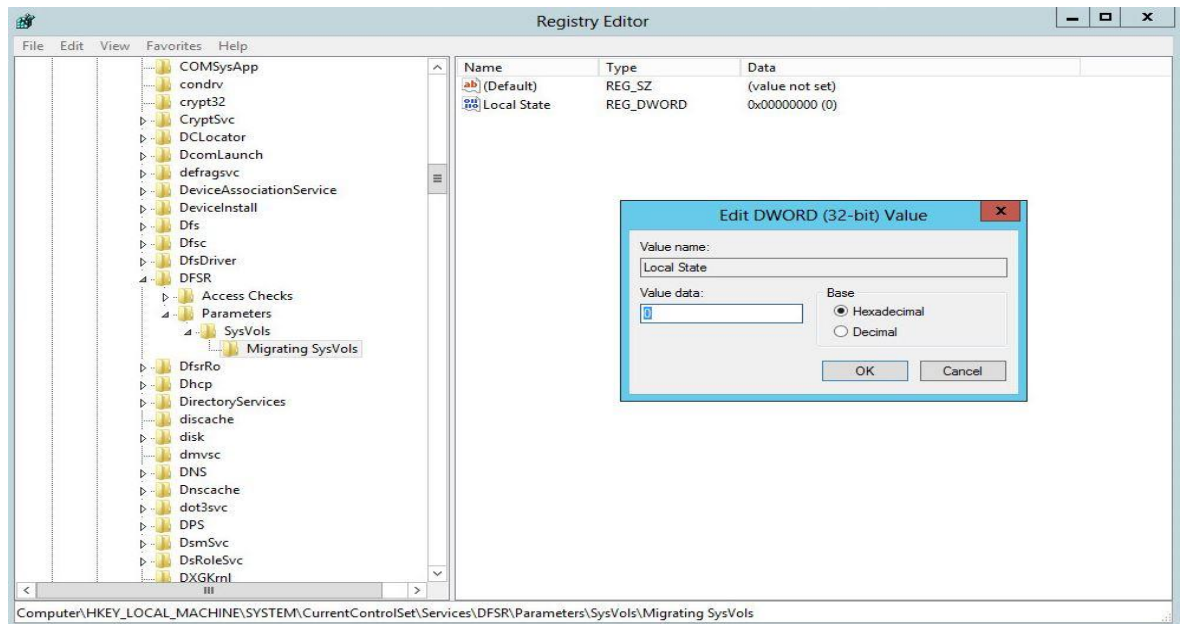 Registry Editor
File Edit View Favorites Help
COMSysApp
condrv
crypt32
CryptSvc
DCLocator
DcomLaunch
defragsvc
DeviceAssociationService
DeviceInstall
Dfs
Dfsc
DfsDriver
DFSR
Access Checks
Parameters
SysVols
Migrating SysVols
DfsrRo
Dhcp
DirectoryServices
discache
disk
dmvsc
DNS
Dnscache
dot3svc
DPS
DsmSvc
DsRoleSvc
DXGKrnl
Name Type Data
ab (Default) REG_SZ (value not set)
Local State REG_DWORD 0x00000000 (0)
Edit DWORD (32-bit) Value
Value name:
Local State
Value data: Base
0 Hexadecimal
Decimal
OK Cancel
Computer\HKEY_LOCAL_MACHINE\SYSTEM\CurrentControlSet\Services\DFSR\Parameters\SysVols\Migrating SysVols